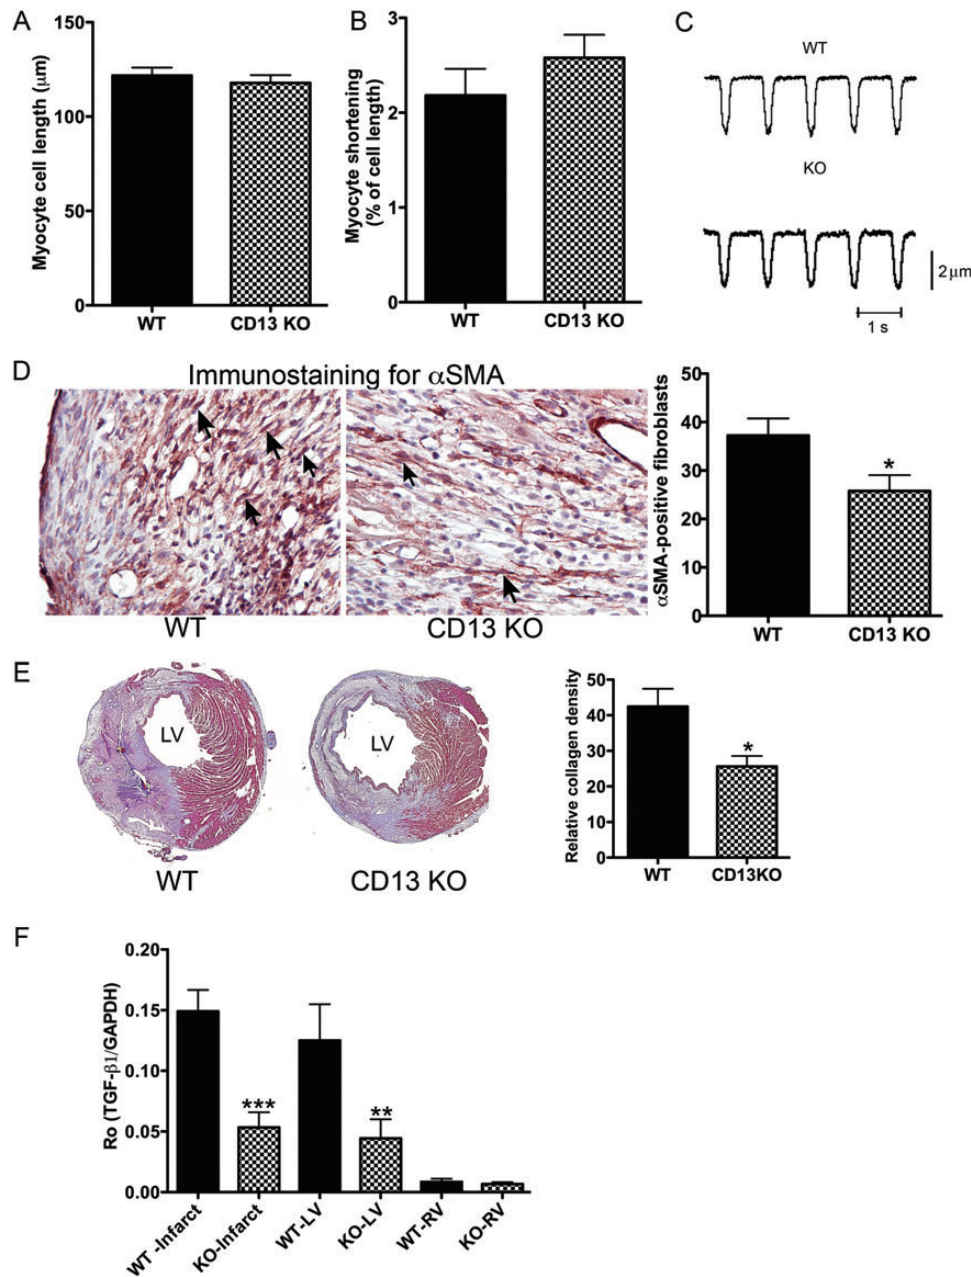 A
Myocyte cell length (μm)
150
100
50
0
WT
CD13 KO
B
Myocyte shortening
(% of cell length)
3
2
1
0
WT
CD13 KO
C
WT
KO
2 μm
1 s
D
Immunostaining for αSMA
WT
CD13 KO
αSMA-positive fibroblasts
50
40
30
20
10
0
*
WT
CD13 KO
E
LV
LV
WT
CD13 KO
Relative collagen density
50
40
30
20
10
0
*
WT
CD13KO
F
Ro (TGF-β1/GAPDH)
0.20
0.15
0.10
0.05
0.00
***
**
WT -Infarct
KO-Infarct
WT-LV
KO-LV
WT-RV
KO-RV